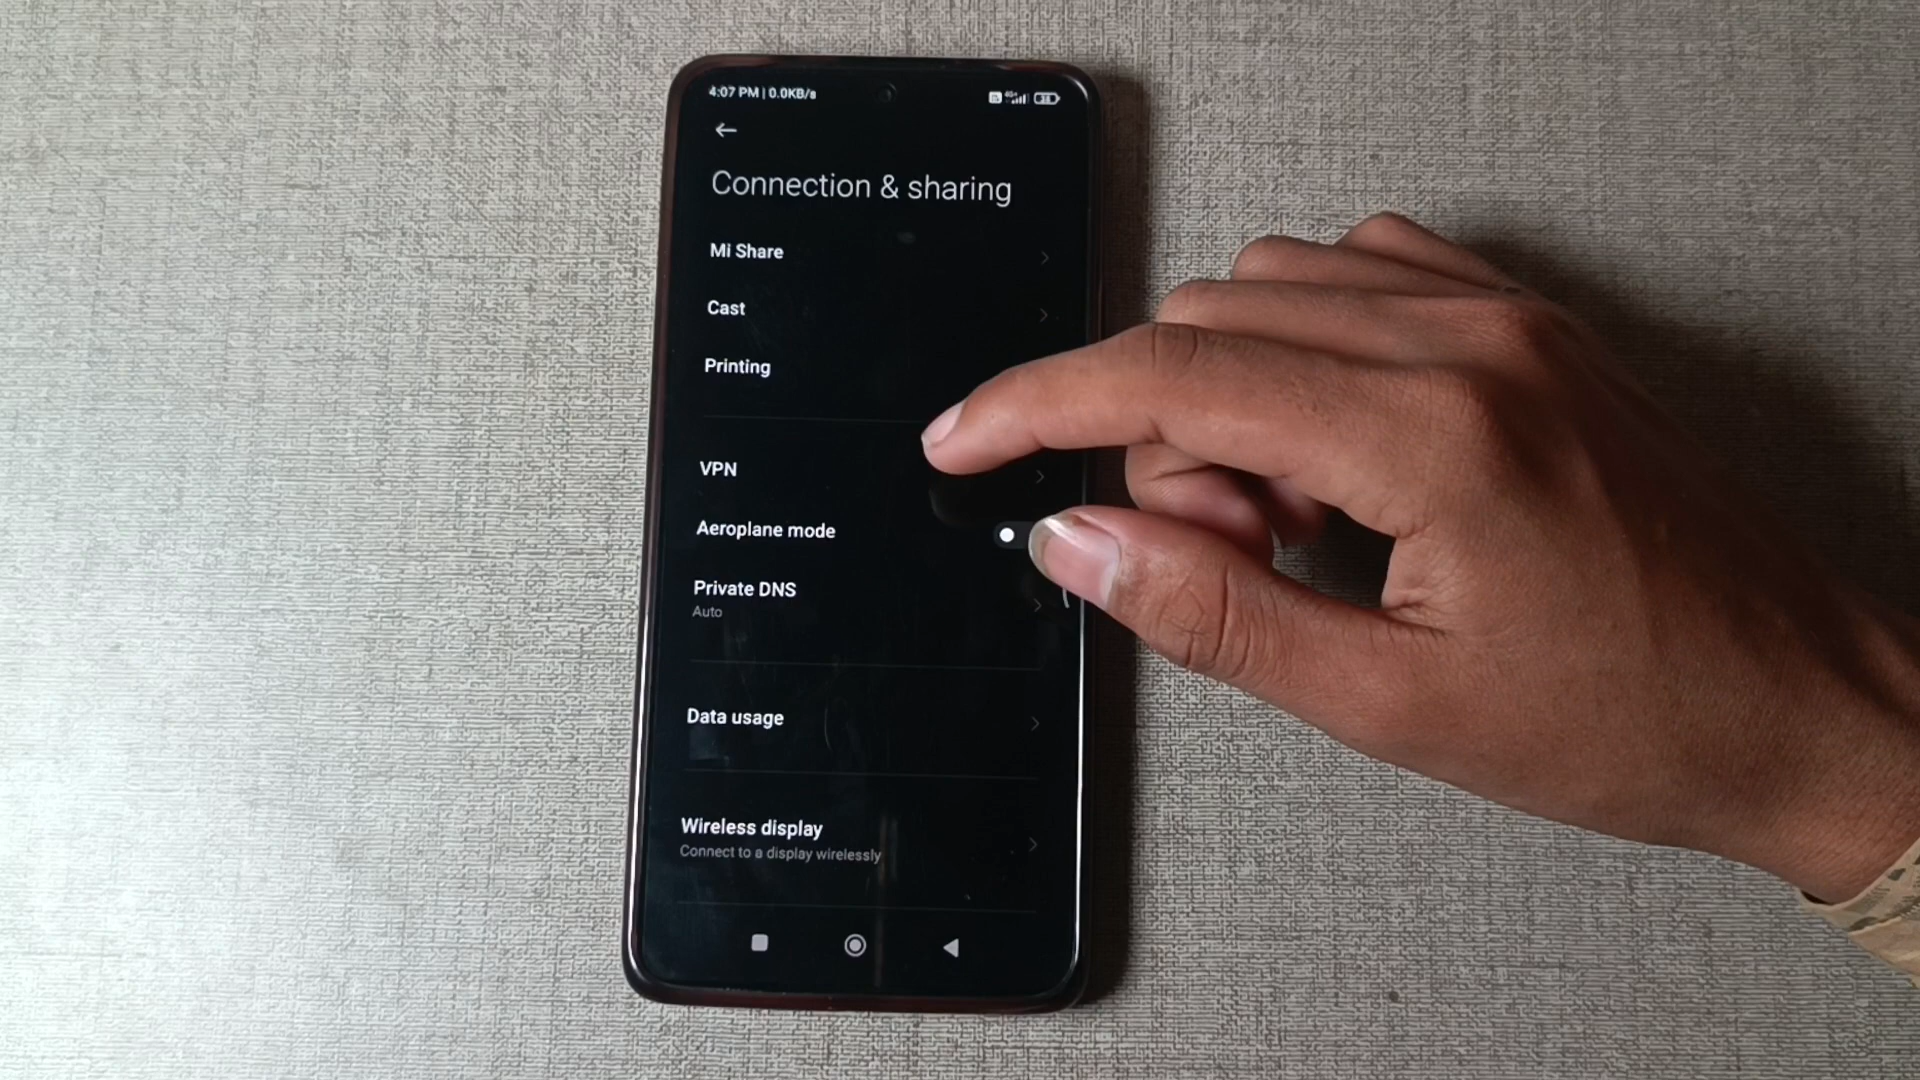 4:07 PM | 0.0KB/s
Connection & sharing
Mi Share
Cast
Printing
VPN
Aeroplane mode
Private DNS
Auto
Data usage
Wireless display
Connect to a display wirelessly